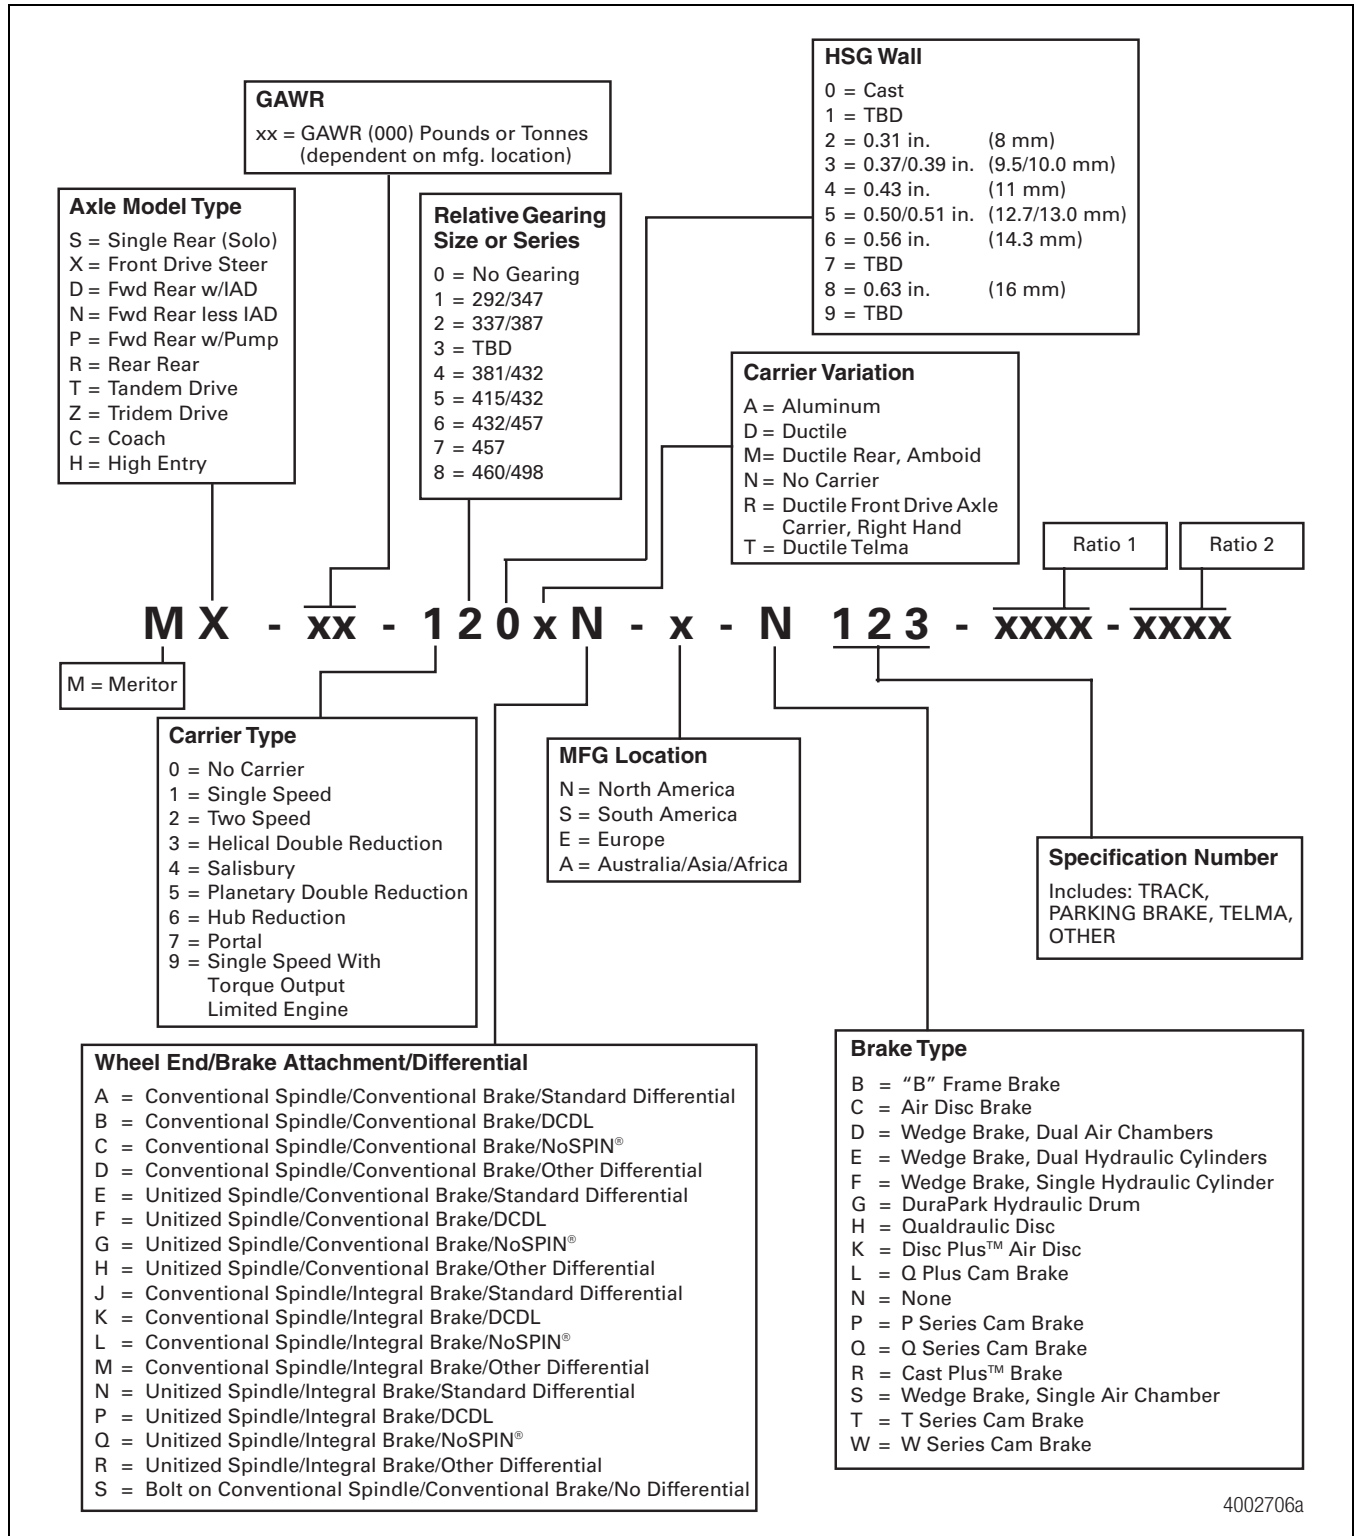 HSG Wall
0 = Cast
1 = TBD
2 = 0.31 in. (8 mm)
3 = 0.37/0.39 in. (9.5/10.0 mm)
4 = 0.43 in. (11 mm)
5 = 0.50/0.51 in. (12.7/13.0 mm)
6 = 0.56 in. (14.3 mm)
7 = TBD
8 = 0.63 in. (16 mm)
9 = TBD
GAWR
xx = GAWR (000) Pounds or Tonnes
(dependent on mfg. location)
Axle Model Type
S = Single Rear (Solo)
X = Front Drive Steer
D = Fwd Rear w/IAD
N = Fwd Rear less IAD
P = Fwd Rear w/Pump
R = Rear Rear
T = Tandem Drive
Z = Tridem Drive
C = Coach
H = High Entry
Relative Gearing
Size or Series
0 = No Gearing
1 = 292/347
2 = 337/387
3 = TBD
4 = 381/432
5 = 415/432
6 = 432/457
7 = 457
8 = 460/498
Carrier Variation
A = Aluminum
D = Ductile
M= Ductile Rear, Amboid
N = No Carrier
R = Ductile Front Drive Axle
Carrier, Right Hand
T = Ductile Telma
Ratio 1
Ratio 2
M X - xx - 1 2 0 x N - x - N 1 2 3 - xxxx - xxxx
M = Meritor
Carrier Type
0 = No Carrier
1 = Single Speed
2 = Two Speed
3 = Helical Double Reduction
4 = Salisbury
5 = Planetary Double Reduction
6 = Hub Reduction
7 = Portal
9 = Single Speed With
Torque Output
Limited Engine
MFG Location
N = North America
S = South America
E = Europe
A = Australia/Asia/Africa
Specification Number
Includes: TRACK,
PARKING BRAKE, TELMA,
OTHER
Wheel End/Brake Attachment/Differential
A = Conventional Spindle/Conventional Brake/Standard Differential
B = Conventional Spindle/Conventional Brake/DCDL
C = Conventional Spindle/Conventional Brake/NoSPIN®
D = Conventional Spindle/Conventional Brake/Other Differential
E = Unitized Spindle/Conventional Brake/Standard Differential
F = Unitized Spindle/Conventional Brake/DCDL
G = Unitized Spindle/Conventional Brake/NoSPIN®
H = Unitized Spindle/Conventional Brake/Other Differential
J = Conventional Spindle/Integral Brake/Standard Differential
K = Conventional Spindle/Integral Brake/DCDL
L = Conventional Spindle/Integral Brake/NoSPIN®
M = Conventional Spindle/Integral Brake/Other Differential
N = Unitized Spindle/Integral Brake/Standard Differential
P = Unitized Spindle/Integral Brake/DCDL
Q = Unitized Spindle/Integral Brake/NoSPIN®
R = Unitized Spindle/Integral Brake/Other Differential
S = Bolt on Conventional Spindle/Conventional Brake/No Differential
Brake Type
B = “B” Frame Brake
C = Air Disc Brake
D = Wedge Brake, Dual Air Chambers
E = Wedge Brake, Dual Hydraulic Cylinders
F = Wedge Brake, Single Hydraulic Cylinder
G = DuraPark Hydraulic Drum
H = Qualdraulic Disc
K = Disc Plus™ Air Disc
L = Q Plus Cam Brake
N = None
P = P Series Cam Brake
Q = Q Series Cam Brake
R = Cast Plus™ Brake
S = Wedge Brake, Single Air Chamber
T = T Series Cam Brake
W = W Series Cam Brake
4002706a